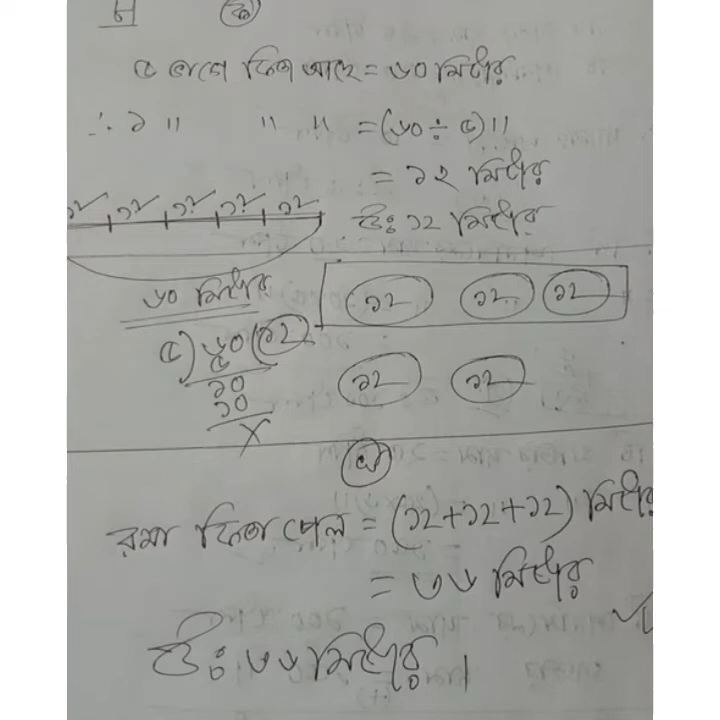 ৫ ভাগে ফিতা আছে = ৬০ মিটার
∴ ১ " " " = (৬০ ÷ ৫) "
= ১২ মিটার
১২ ১২ ১২ ১২ ১২
উ: ১২ মিটার
৬০ মিটার
১২ ১২ ১২
৫) ৬০ (১২
৫
১০
১০
X
১২ ১২
রমা ফিতা পেল = (১২+১২+১২) মিটার
= ৩৬ মিটার
উ: ৩৬ মিটার।